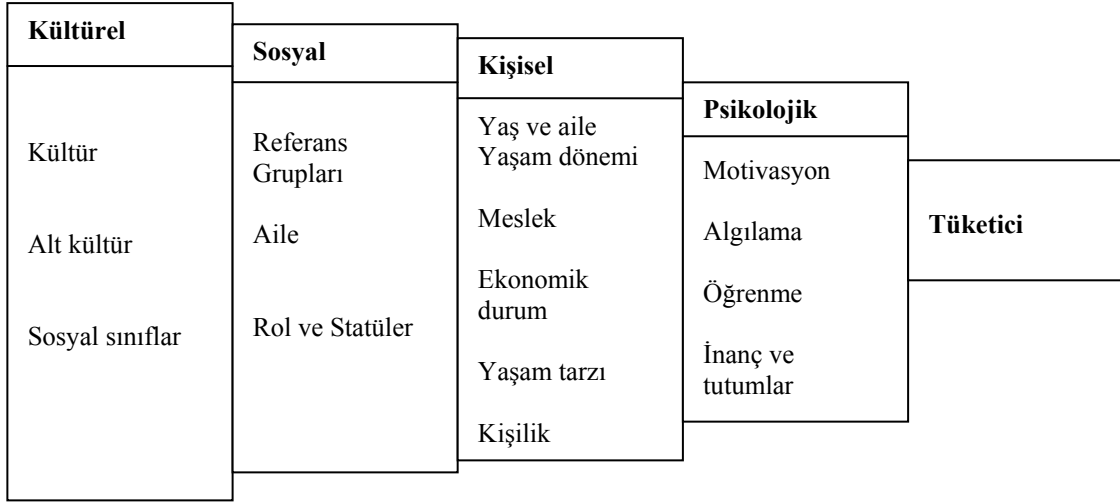 Kültürel
Kültür
Alt kültür
Sosyal sınıflar
Sosyal
Referans
Grupları
Aile
Rol ve Statüler
Kişisel
Yaş ve aile
Yaşam dönemi
Meslek
Ekonomik
durum
Yaşam tarzı
Kişilik
Psikolojik
Motivasyon
Algılama
Öğrenme
İnanç ve
tutumlar
Tüketici